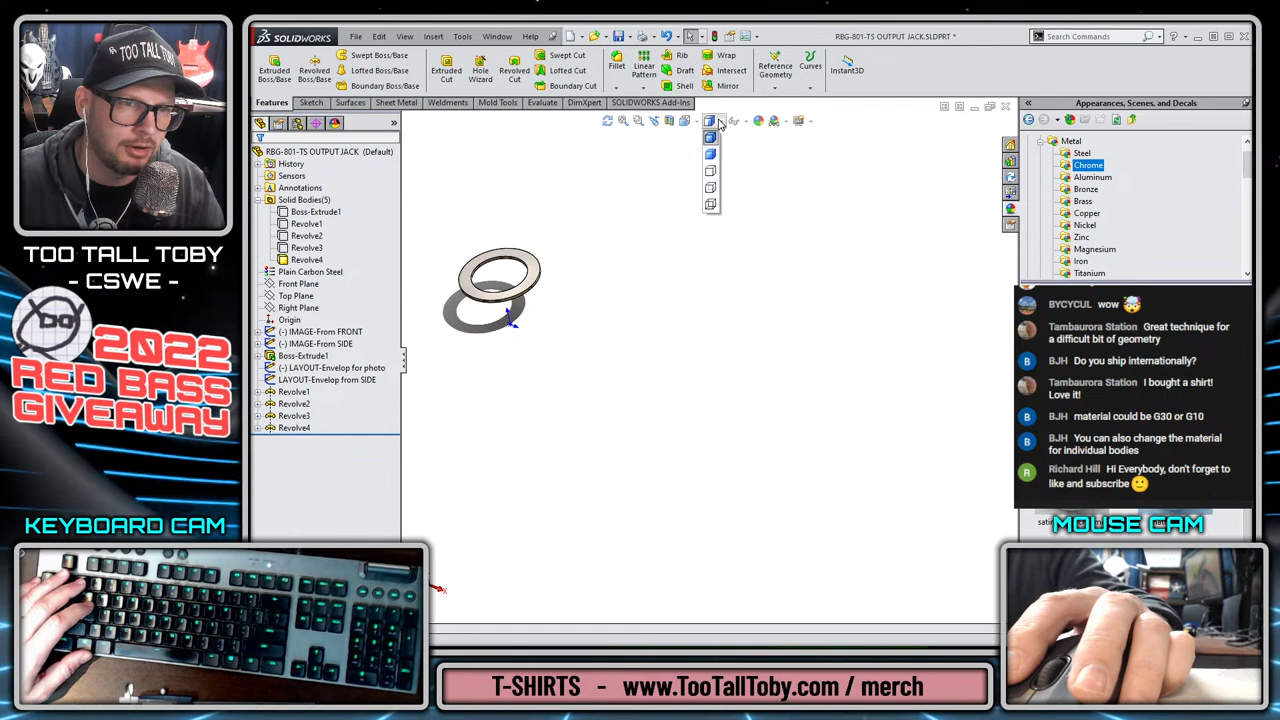 TOO TALL TOBY
TOO TALL TOBY
- CSWE -
2022
RED BASS
GIVEAWAY
KEYBOARD CAM
SOLIDWORKS
File Edit View Insert Tools Window Help
RBG-801-TS OUTPUT JACK.SLDPRT *
Search Commands
Extruded Boss/Base
Revolved Boss/Base
Swept Boss/Base
Lofted Boss/Base
Boundary Boss/Base
Extruded Cut
Hole Wizard
Revolved Cut
Swept Cut
Lofted Cut
Boundary Cut
Fillet
Linear Pattern
Rib
Draft
Shell
Wrap
Intersect
Mirror
Reference Geometry
Curves
Instant3D
Features Sketch Surfaces Sheet Metal Weldments Mold Tools Evaluate DimXpert SOLIDWORKS Add-Ins
RBG-801-TS OUTPUT JACK (Default)
History
Sensors
Annotations
Solid Bodies(5)
Boss-Extrude1
Revolve1
Revolve2
Revolve3
Revolve4
Plain Carbon Steel
Front Plane
Top Plane
Right Plane
Origin
(-) IMAGE-From FRONT
(-) IMAGE-From SIDE
Boss-Extrude1
(-) LAYOUT-Envelop for photo
LAYOUT-Envelop from SIDE
Revolve1
Revolve2
Revolve3
Revolve4
X
Appearances, Scenes, and Decals
Metal
Steel
Chrome
Aluminum
Bronze
Brass
Copper
Nickel
Zinc
Magnesium
Iron
Titanium
BYCYCUL wow 🤯
Tambaurora Station Great technique for
a difficult bit of geometry
B BJH Do you ship internationally?
Tambaurora Station I bought a shirt!
Love it!
B BJH material could be G30 or G10
B BJH You can also change the material
for individual bodies
R Richard Hill Hi Everybody, don't forget to
like and subscribe 🙂
MOUSE CAM
T-SHIRTS - www.TooTallToby.com / merch